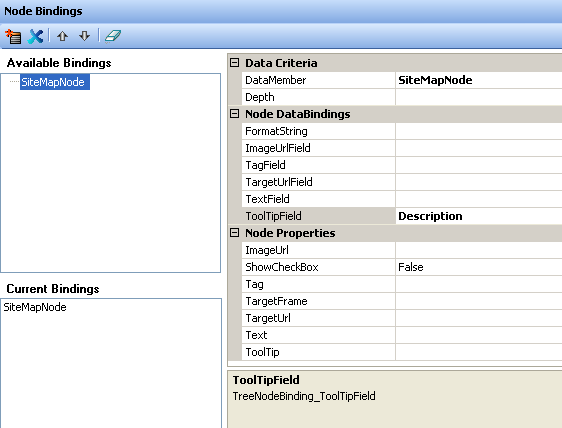 Node Bindings
Available Bindings
SiteMapNode
Current Bindings
SiteMapNode
Data Criteria
DataMember SiteMapNode
Depth
Node DataBindings
FormatString
ImageUrlField
TagField
TargetUrlField
TextField
ToolTipField Description
Node Properties
ImageUrl
ShowCheckBox False
Tag
TargetFrame
TargetUrl
Text
ToolTip
ToolTipField
TreeNodeBinding_ToolTipField